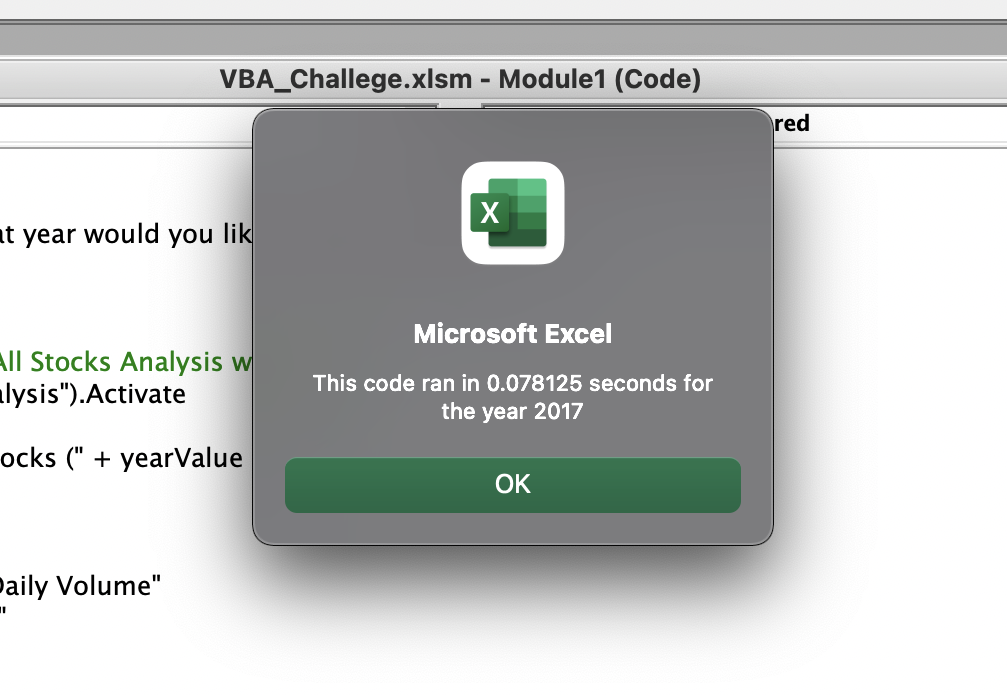 VBA_Challege.xlsm - Module1 (Code)
red
at year would you lik
X
Microsoft Excel
All Stocks Analysis w
This code ran in 0.078125 seconds for
alysis").Activate
the year 2017
ocks (" + yearValue
OK
Daily Volume"
"